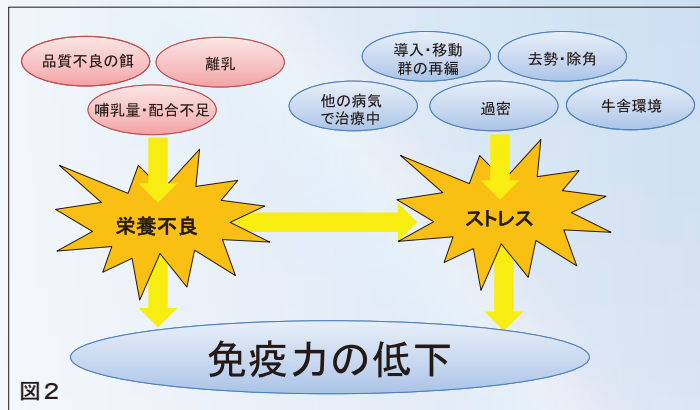 品質不良の餌
離乳
哺乳量・配合不足
導入・移動
群の再編
去勢・除角
他の病気
で治療中
過密
牛舎環境
栄養不良
ストレス
免疫力の低下
図2